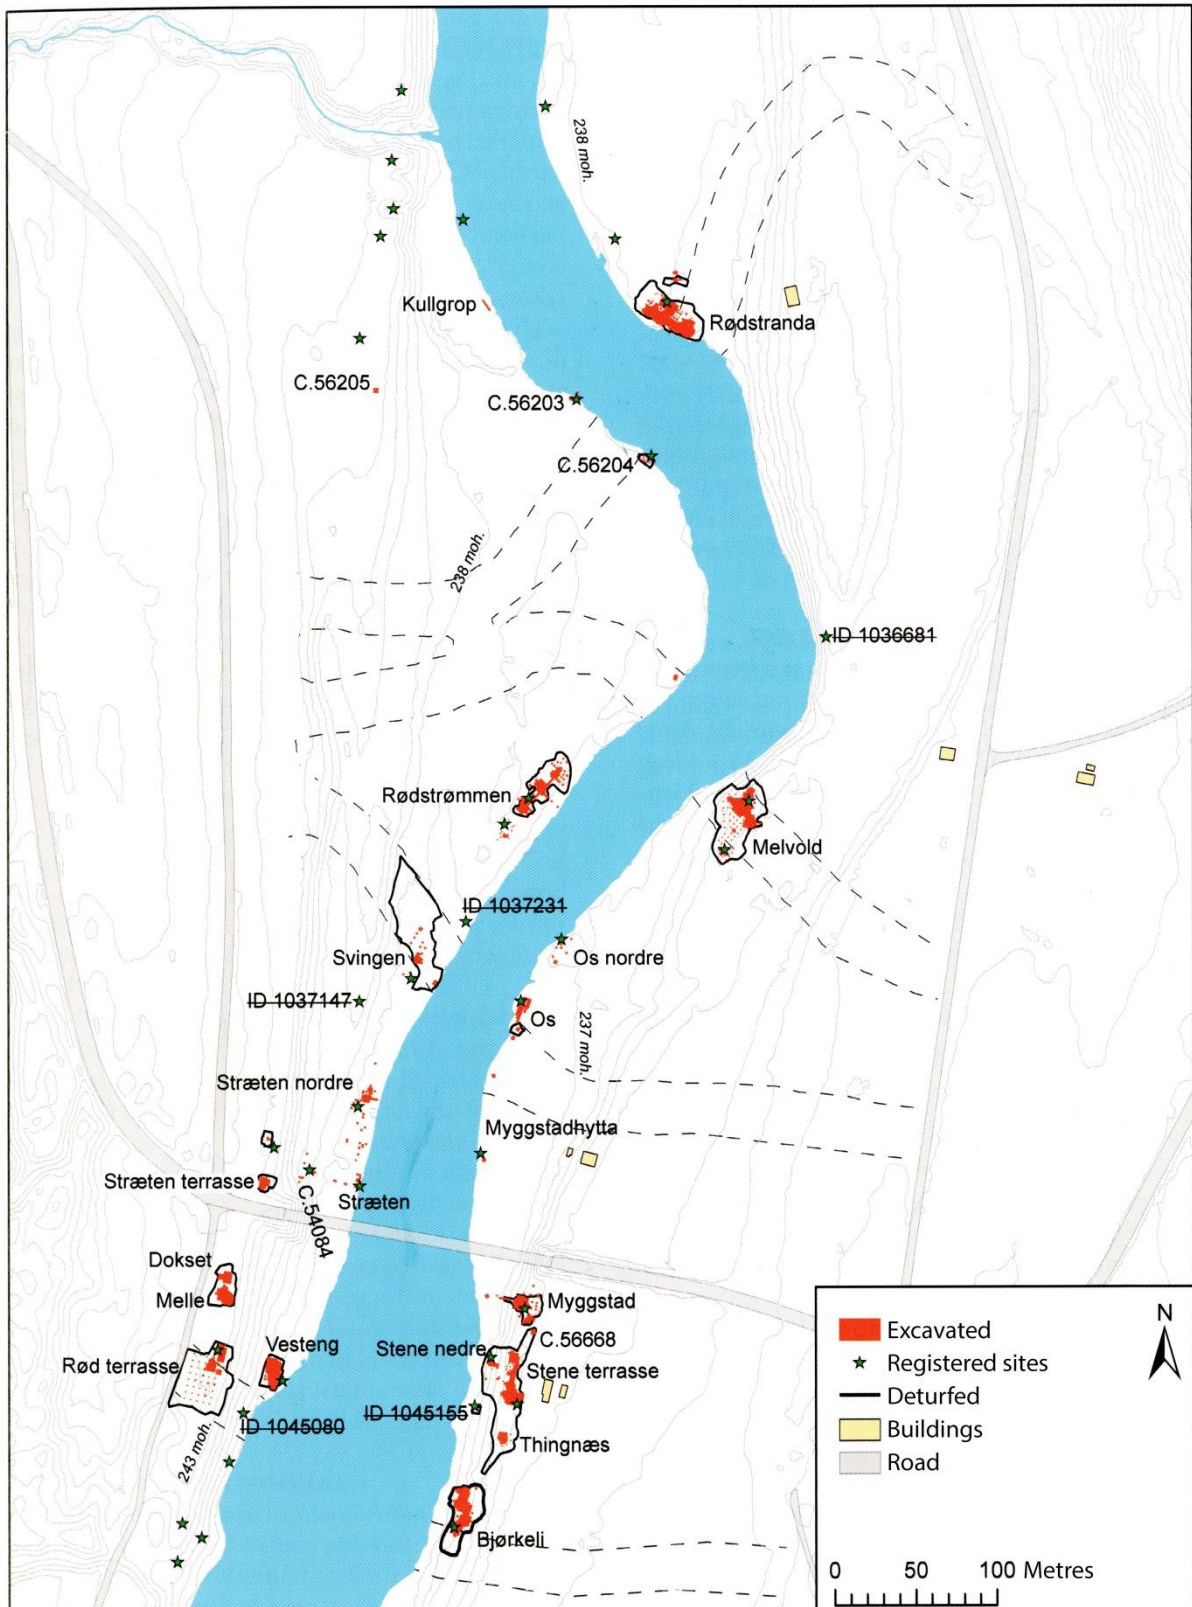 238 moh.
Kullgrop
Rødstranda
C.56205
C.56203
C.56204
238 moh.
ID 1036681
Rødstrømmen
Melvold
ID 1037231
Svingen
Os nordre
ID 1037147
Os
237 moh.
Stræten nordre
Myggstadhytta
Stræten terrasse
Stræten
C.54084
Dokset
Melle
Myggstad
C.56668
Vesteng
Stene nedre
Rød terrasse
Stene terrasse
ID 1045155
ID 1045080
Thingnæs
243 moh.
Bjørkeli
Excavated
Registered sites
Deturfed
Buildings
Road
N
0 50 100 Metres